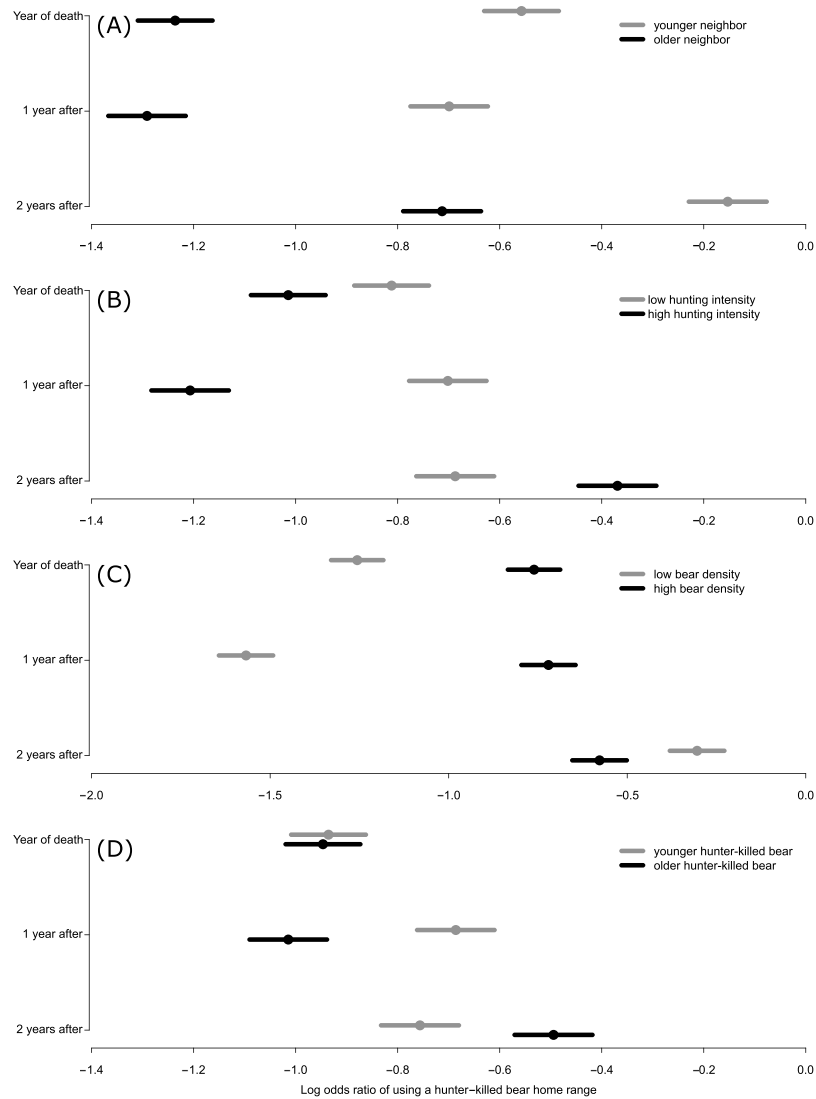 (A)
Year of death
1 year after
2 years after
younger neighbor
older neighbor
−1.4 −1.2 −1.0 −0.8 −0.6 −0.4 −0.2 0.0
(B)
Year of death
1 year after
2 years after
low hunting intensity
high hunting intensity
−1.4 −1.2 −1.0 −0.8 −0.6 −0.4 −0.2 0.0
(C)
Year of death
1 year after
2 years after
low bear density
high bear density
−2.0 −1.5 −1.0 −0.5 0.0
(D)
Year of death
1 year after
2 years after
younger hunter-killed bear
older hunter-killed bear
−1.4 −1.2 −1.0 −0.8 −0.6 −0.4 −0.2 0.0
Log odds ratio of using a hunter−killed bear home range